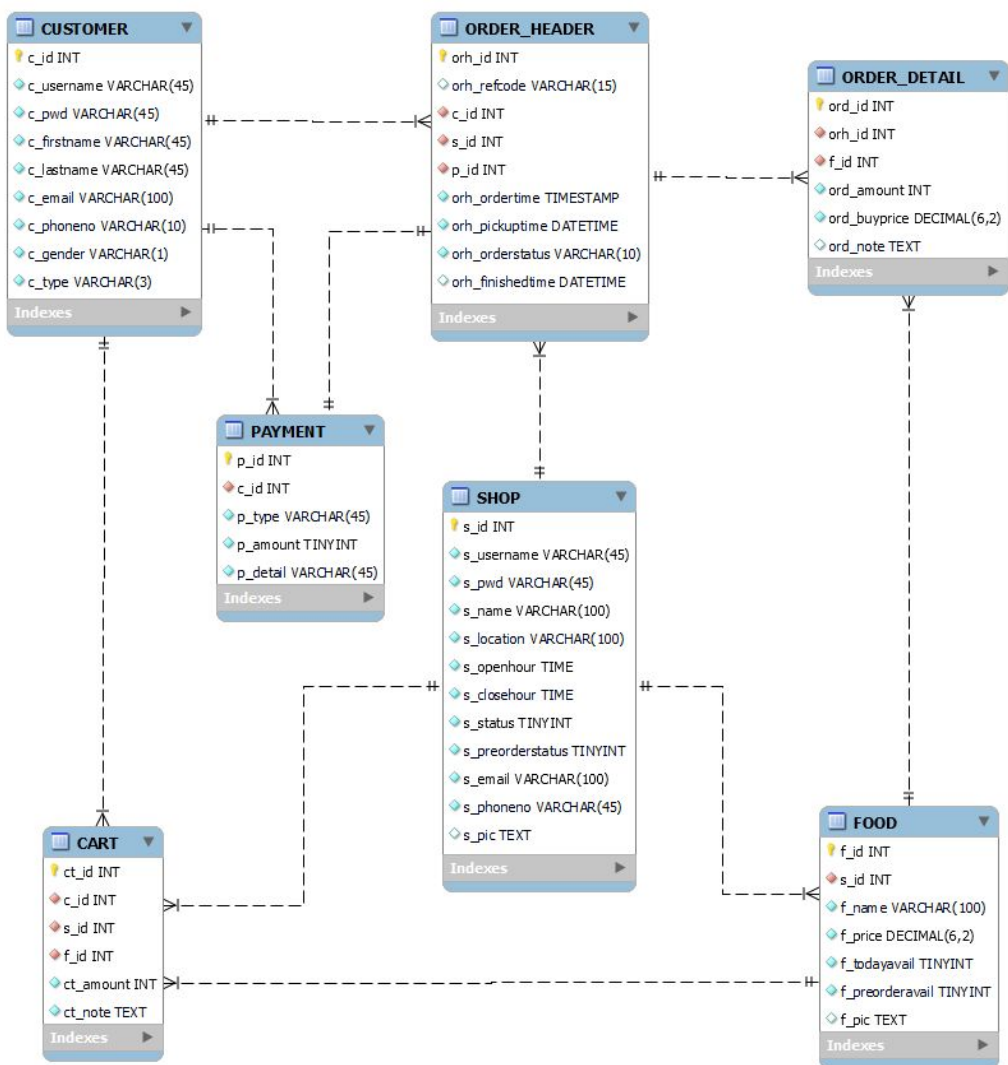 CUSTOMER
c_id INT
c_username VARCHAR(45)
c_pwd VARCHAR(45)
c_firstname VARCHAR(45)
c_lastname VARCHAR(45)
c_email VARCHAR(100)
c_phoneno VARCHAR(10)
c_gender VARCHAR(1)
c_type VARCHAR(3)
Indexes
ORDER_HEADER
orh_id INT
orh_refcode VARCHAR(15)
c_id INT
s_id INT
p_id INT
orh_ordertime TIMESTAMP
orh_pickuptime DATETIME
orh_orderstatus VARCHAR(10)
orh_finishedtime DATETIME
Indexes
ORDER_DETAIL
ord_id INT
orh_id INT
f_id INT
ord_amount INT
ord_buyprice DECIMAL(6,2)
ord_note TEXT
Indexes
PAYMENT
p_id INT
c_id INT
p_type VARCHAR(45)
p_amount TINYINT
p_detail VARCHAR(45)
Indexes
SHOP
s_id INT
s_username VARCHAR(45)
s_pwd VARCHAR(45)
s_name VARCHAR(100)
s_location VARCHAR(100)
s_openhour TIME
s_closehour TIME
s_status TINYINT
s_preorderstatus TINYINT
s_email VARCHAR(100)
s_phoneno VARCHAR(45)
s_pic TEXT
Indexes
CART
ct_id INT
c_id INT
s_id INT
f_id INT
ct_amount INT
ct_note TEXT
Indexes
FOOD
f_id INT
s_id INT
f_name VARCHAR(100)
f_price DECIMAL(6,2)
f_todayavail TINYINT
f_preorderavail TINYINT
f_pic TEXT
Indexes